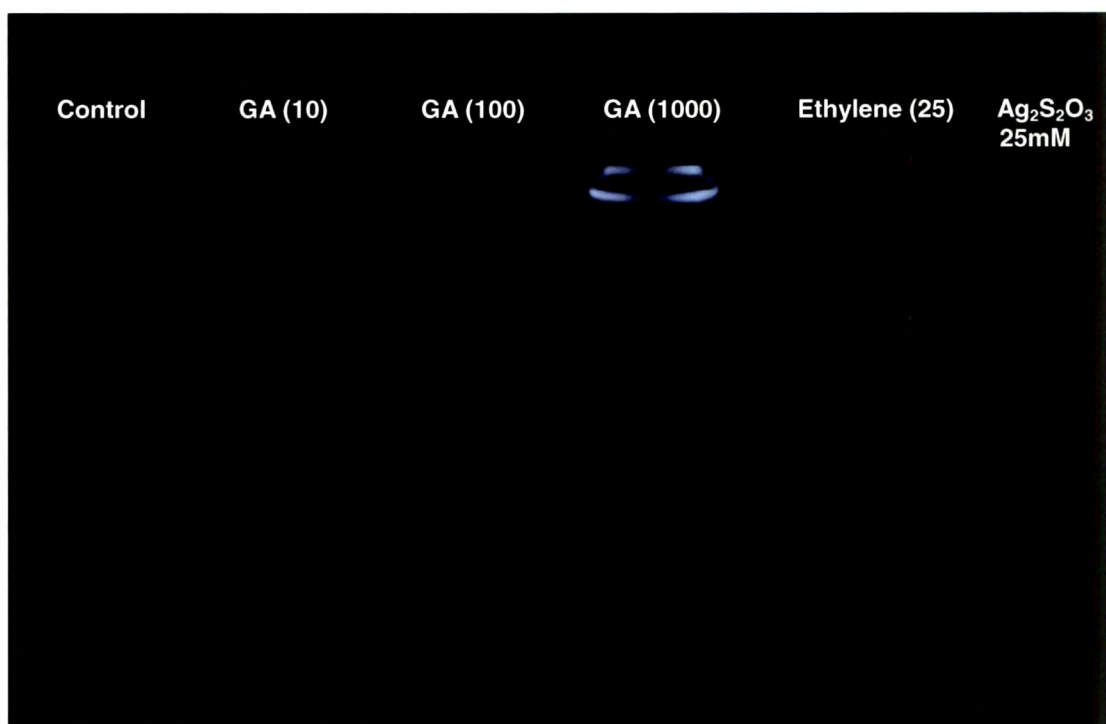 Control GA (10) GA (100) GA (1000) Ethylene (25) Ag₂S₂O₃
25mM